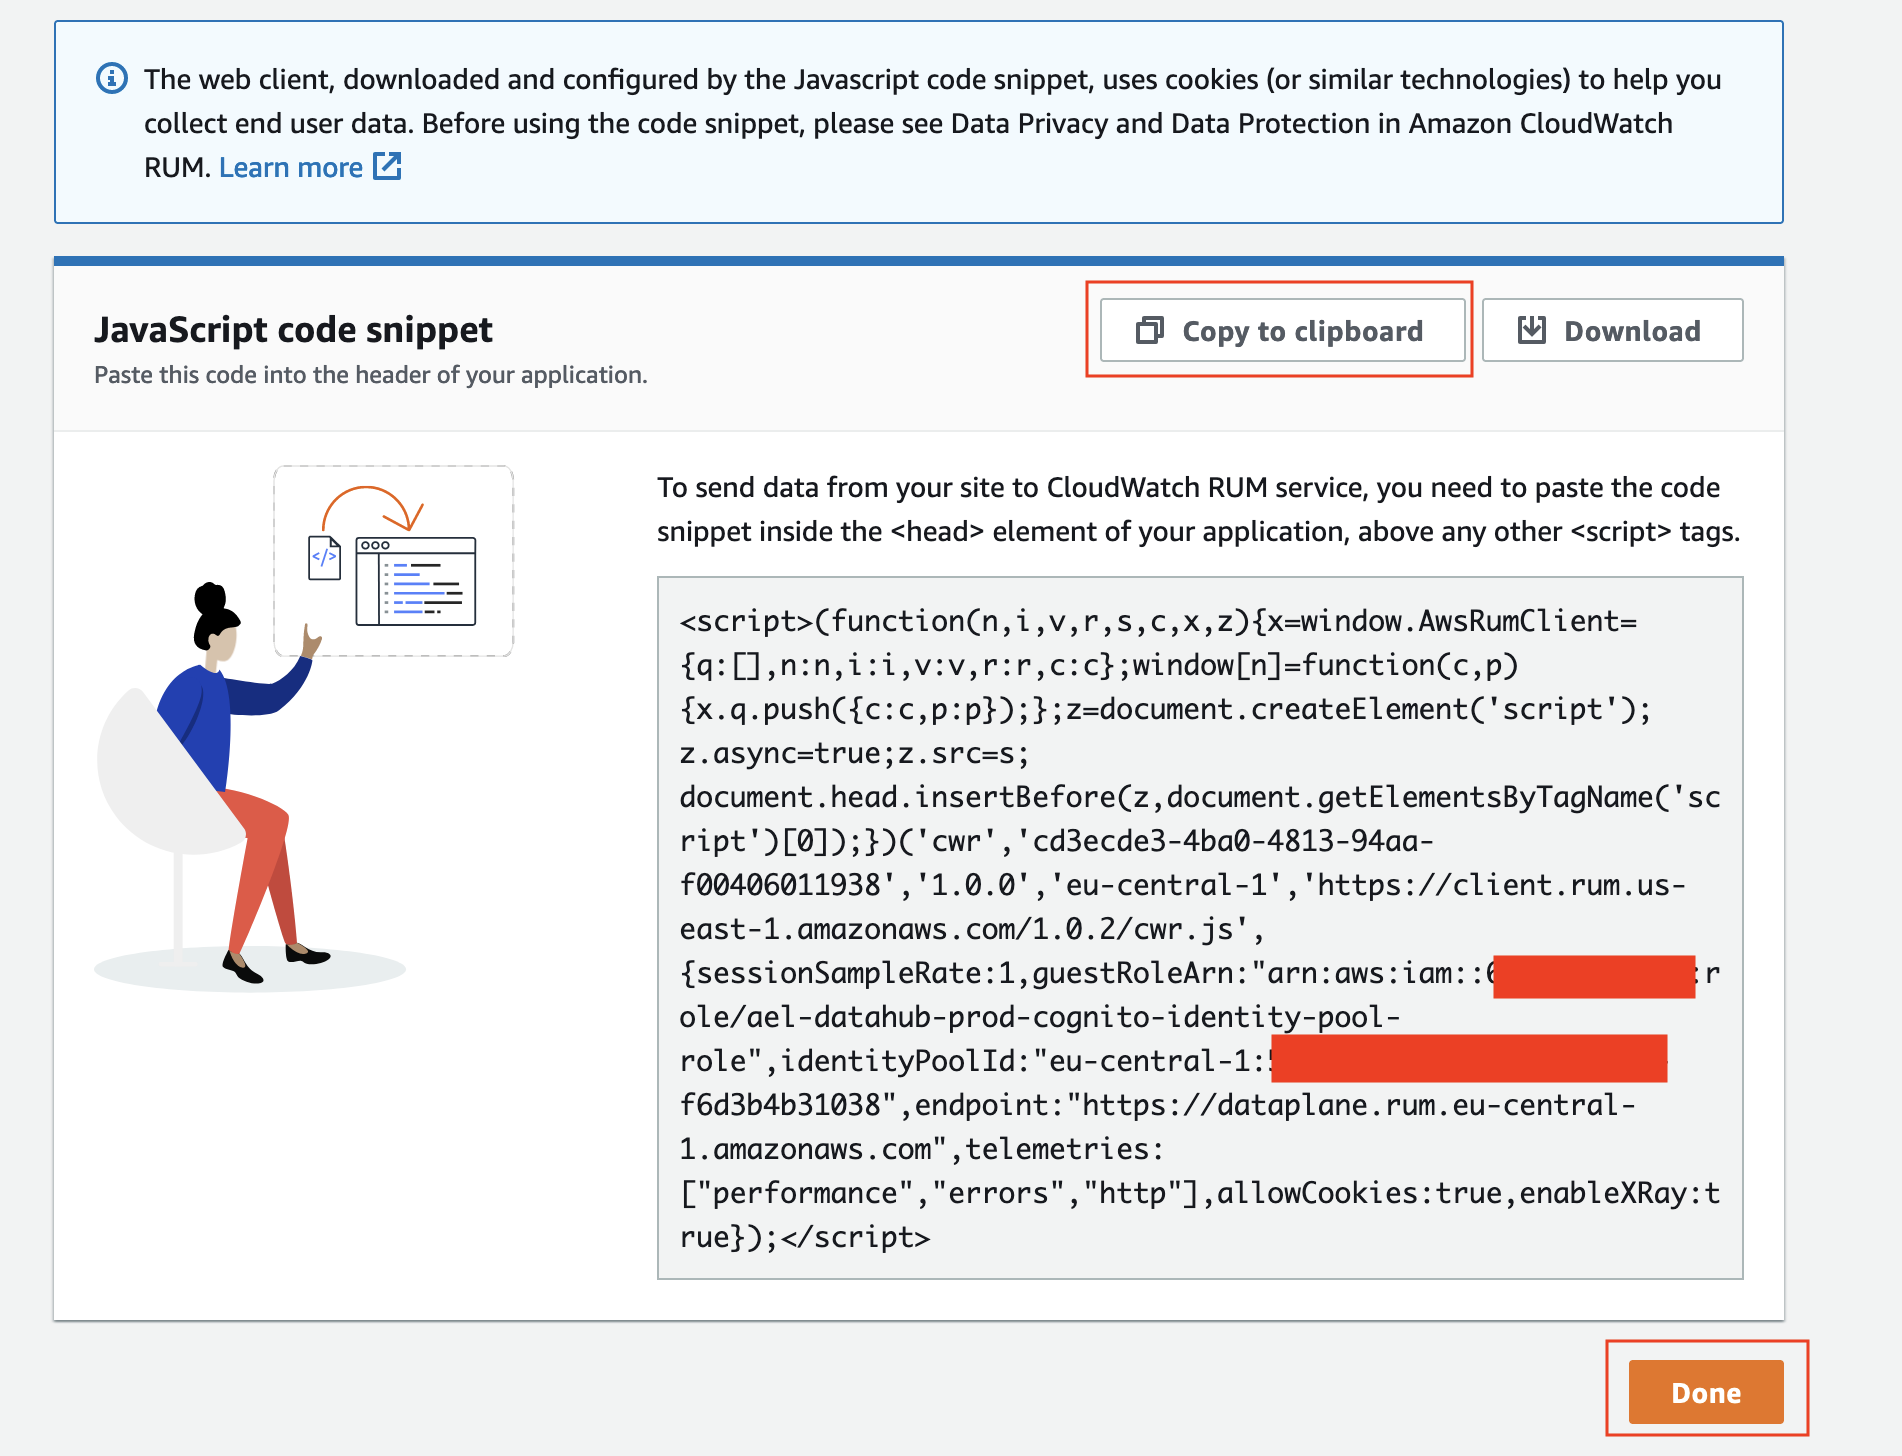 The web client, downloaded and configured by the Javascript code snippet, uses cookies (or similar technologies) to help you
collect end user data. Before using the code snippet, please see Data Privacy and Data Protection in Amazon CloudWatch
RUM. Learn more
JavaScript code snippet
Paste this code into the header of your application.
Copy to clipboard
Download
</>
To send data from your site to CloudWatch RUM service, you need to paste the code
snippet inside the <head> element of your application, above any other <script> tags.
<script>(function(n,i,v,r,s,c,x,z){x=window.AwsRumClient=
{q:[],n:n,i:i,v:v,r:r,c:c};window[n]=function(c,p)
{x.q.push({c:c,p:p});};z=document.createElement('script');
z.async=true;z.src=s;
document.head.insertBefore(z,document.getElementsByTagName('sc
ript')[0]);})('cwr','cd3ecde3-4ba0-4813-94aa-
f00406011938','1.0.0','eu-central-1','https://client.rum.us-
east-1.amazonaws.com/1.0.2/cwr.js',
{sessionSampleRate:1,guestRoleArn:"arn:aws:iam:: :r
ole/ael-datahub-prod-cognito-identity-pool-
role",identityPoolId:"eu-central-1:
f6d3b4b31038",endpoint:"https://dataplane.rum.eu-central-
1.amazonaws.com",telemetries:
["performance","errors","http"],allowCookies:true,enableXRay:t
rue});</script>
Done